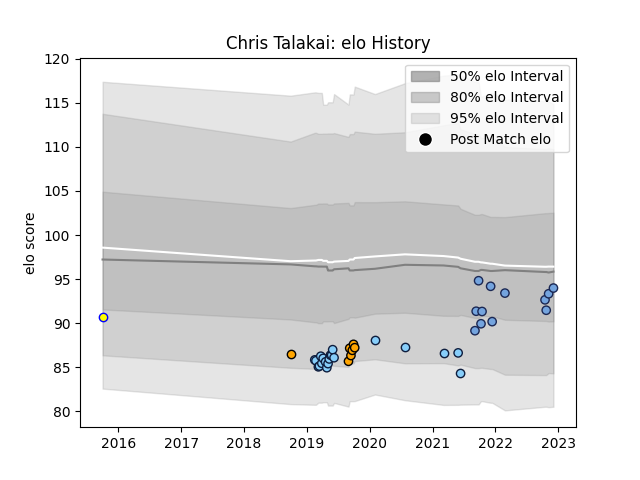 Chris Talakai: elo History
120
115
110
105
100
95
90
85
80
elo score
50% elo Interval
80% elo Interval
95% elo Interval
Post Match elo
2016 2017 2018 2019 2020 2021 2022 2023